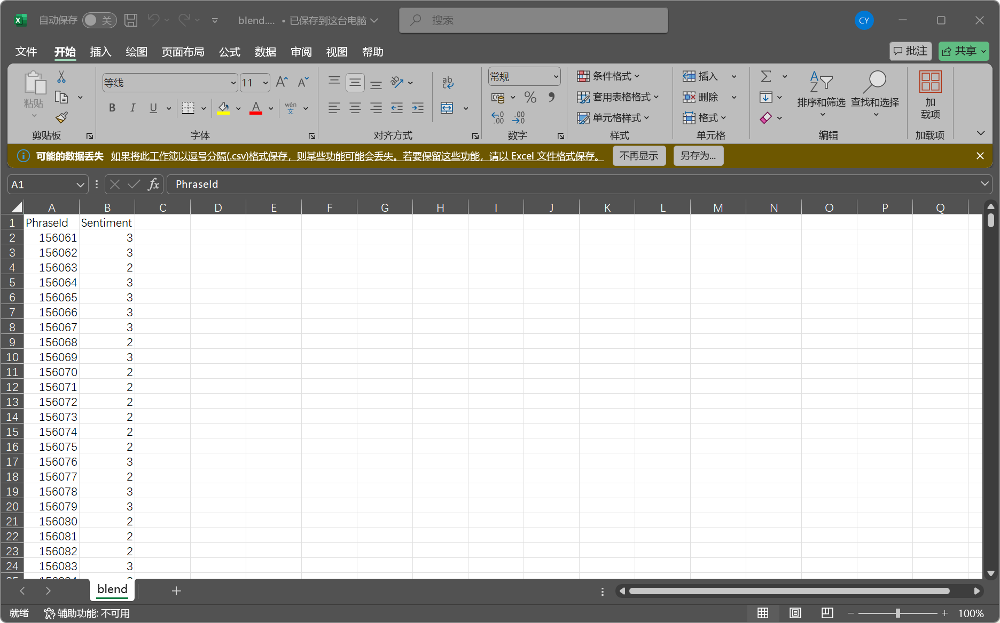 自动保存 关 blend.... • 已保存到这台电脑 搜索 CY
文件 开始 插入 绘图 页面布局 公式 数据 审阅 视图 帮助 批注 共享
粘贴 等线 11 常规 条件格式 插入 排序和筛选 查找和选择 加载项
B I U A wén 文 % 套用表格格式 删除
单元格样式 格式
剪贴板 字体 对齐方式 数字 样式 单元格 编辑 加载项
可能的数据丢失 如果将此工作簿以逗号分隔(.csv)格式保存，则某些功能可能会丢失。若要保留这些功能，请以 Excel 文件格式保存。 不再显示 另存为...
A1 fx PhraseId
A B C D E F G H I J K L M N O P Q
1 PhraseId Sentiment
2 156061 3
3 156062 3
4 156063 2
5 156064 3
6 156065 3
7 156066 3
8 156067 3
9 156068 2
10 156069 3
11 156070 2
12 156071 2
13 156072 2
14 156073 2
15 156074 2
16 156075 2
17 156076 3
18 156077 2
19 156078 3
20 156079 3
21 156080 2
22 156081 2
23 156082 2
24 156083 3
blend
就绪 辅助功能: 不可用 100%